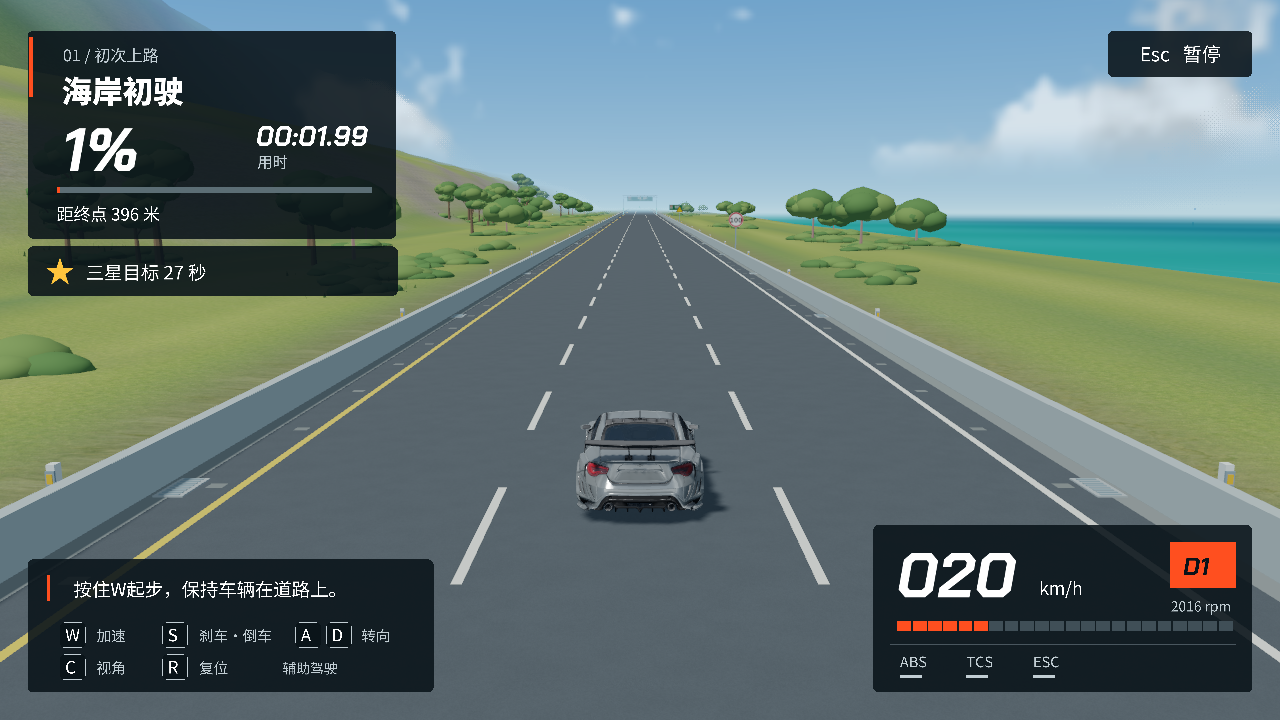 01 / 初次上路
海岸初驶
1%
00:01.99
用时
距终点 396 米
三星目标 27 秒
Esc 暂停
100
按住W起步，保持车辆在道路上。
W 加速 S 刹车·倒车 A D 转向
C 视角 R 复位 辅助驾驶
020 km/h
D1
2016 rpm
ABS TCS ESC